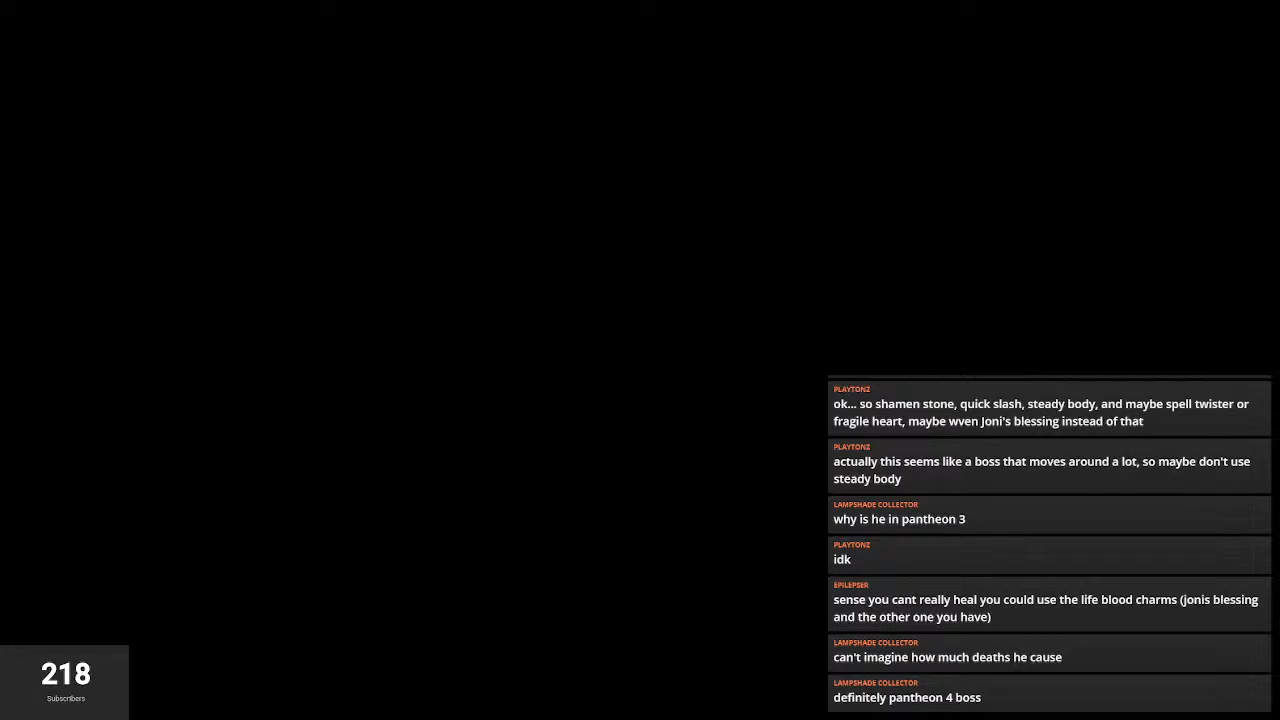 PLAYTONZ
ok... so shamen stone, quick slash, steady body, and maybe spell twister or
fragile heart, maybe wven Joni's blessing instead of that
PLAYTONZ
actually this seems like a boss that moves around a lot, so maybe don't use
steady body
LAMPSHADE COLLECTOR
why is he in pantheon 3
PLAYTONZ
idk
EPILEPSER
sense you cant really heal you could use the life blood charms (jonis blessing
and the other one you have)
LAMPSHADE COLLECTOR
can't imagine how much deaths he cause
LAMPSHADE COLLECTOR
definitely pantheon 4 boss
218
Subscribers